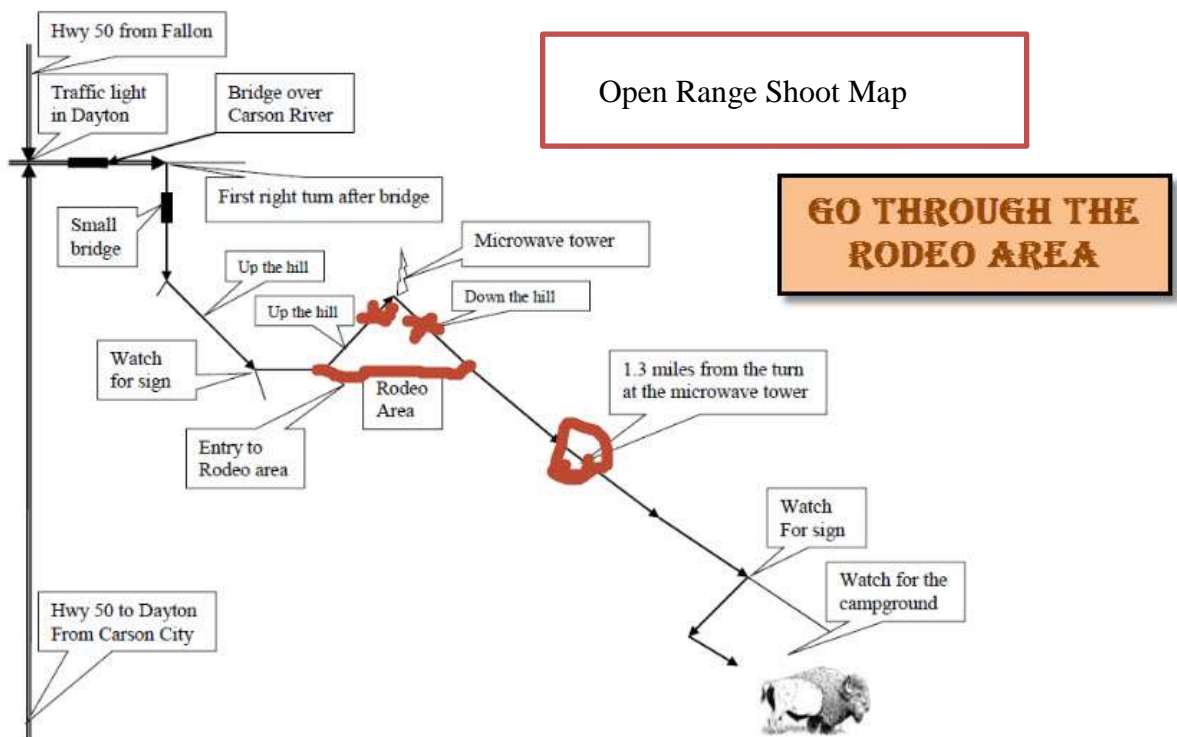 Hwy 50 from Fallon
Open Range Shoot Map
Traffic light
in Dayton
Bridge over
Carson River
First right turn after bridge
GO THROUGH THE
RODEO AREA
Small
bridge
Microwave tower
Up the hill
Up the hill
Down the hill
Watch
for sign
1.3 miles from the turn
at the microwave tower
Rodeo
Area
Entry to
Rodeo area
Watch
For sign
Watch for the
campground
Hwy 50 to Dayton
From Carson City